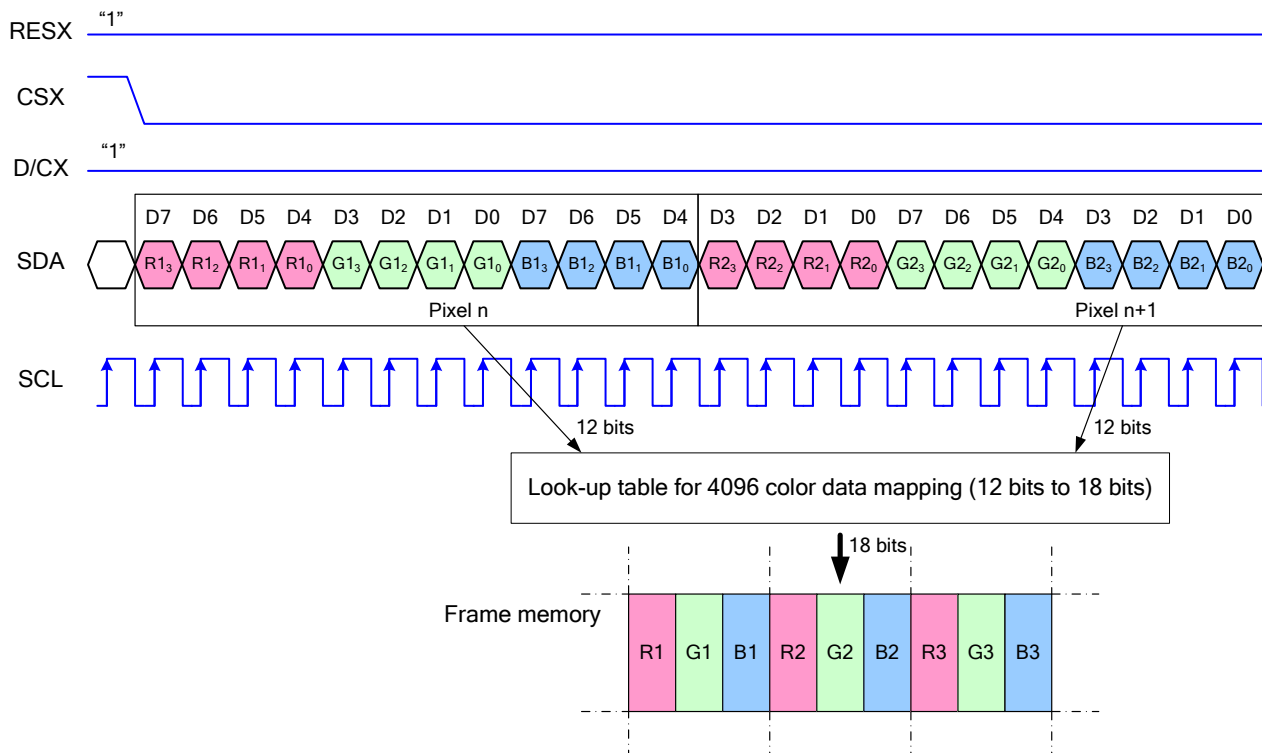 RESX “1”
CSX
D/CX “1”
D7 D6 D5 D4 D3 D2 D1 D0 D7 D6 D5 D4 D3 D2 D1 D0 D7 D6 D5 D4 D3 D2 D1 D0
SDA R1₃ R1₂ R1₁ R1₀ G1₃ G1₂ G1₁ G1₀ B1₃ B1₂ B1₁ B1₀ R2₃ R2₂ R2₁ R2₀ G2₃ G2₂ G2₁ G2₀ B2₃ B2₂ B2₁ B2₀
Pixel n Pixel n+1
SCL
12 bits 12 bits
Look-up table for 4096 color data mapping (12 bits to 18 bits)
18 bits
Frame memory
R1 G1 B1 R2 G2 B2 R3 G3 B3